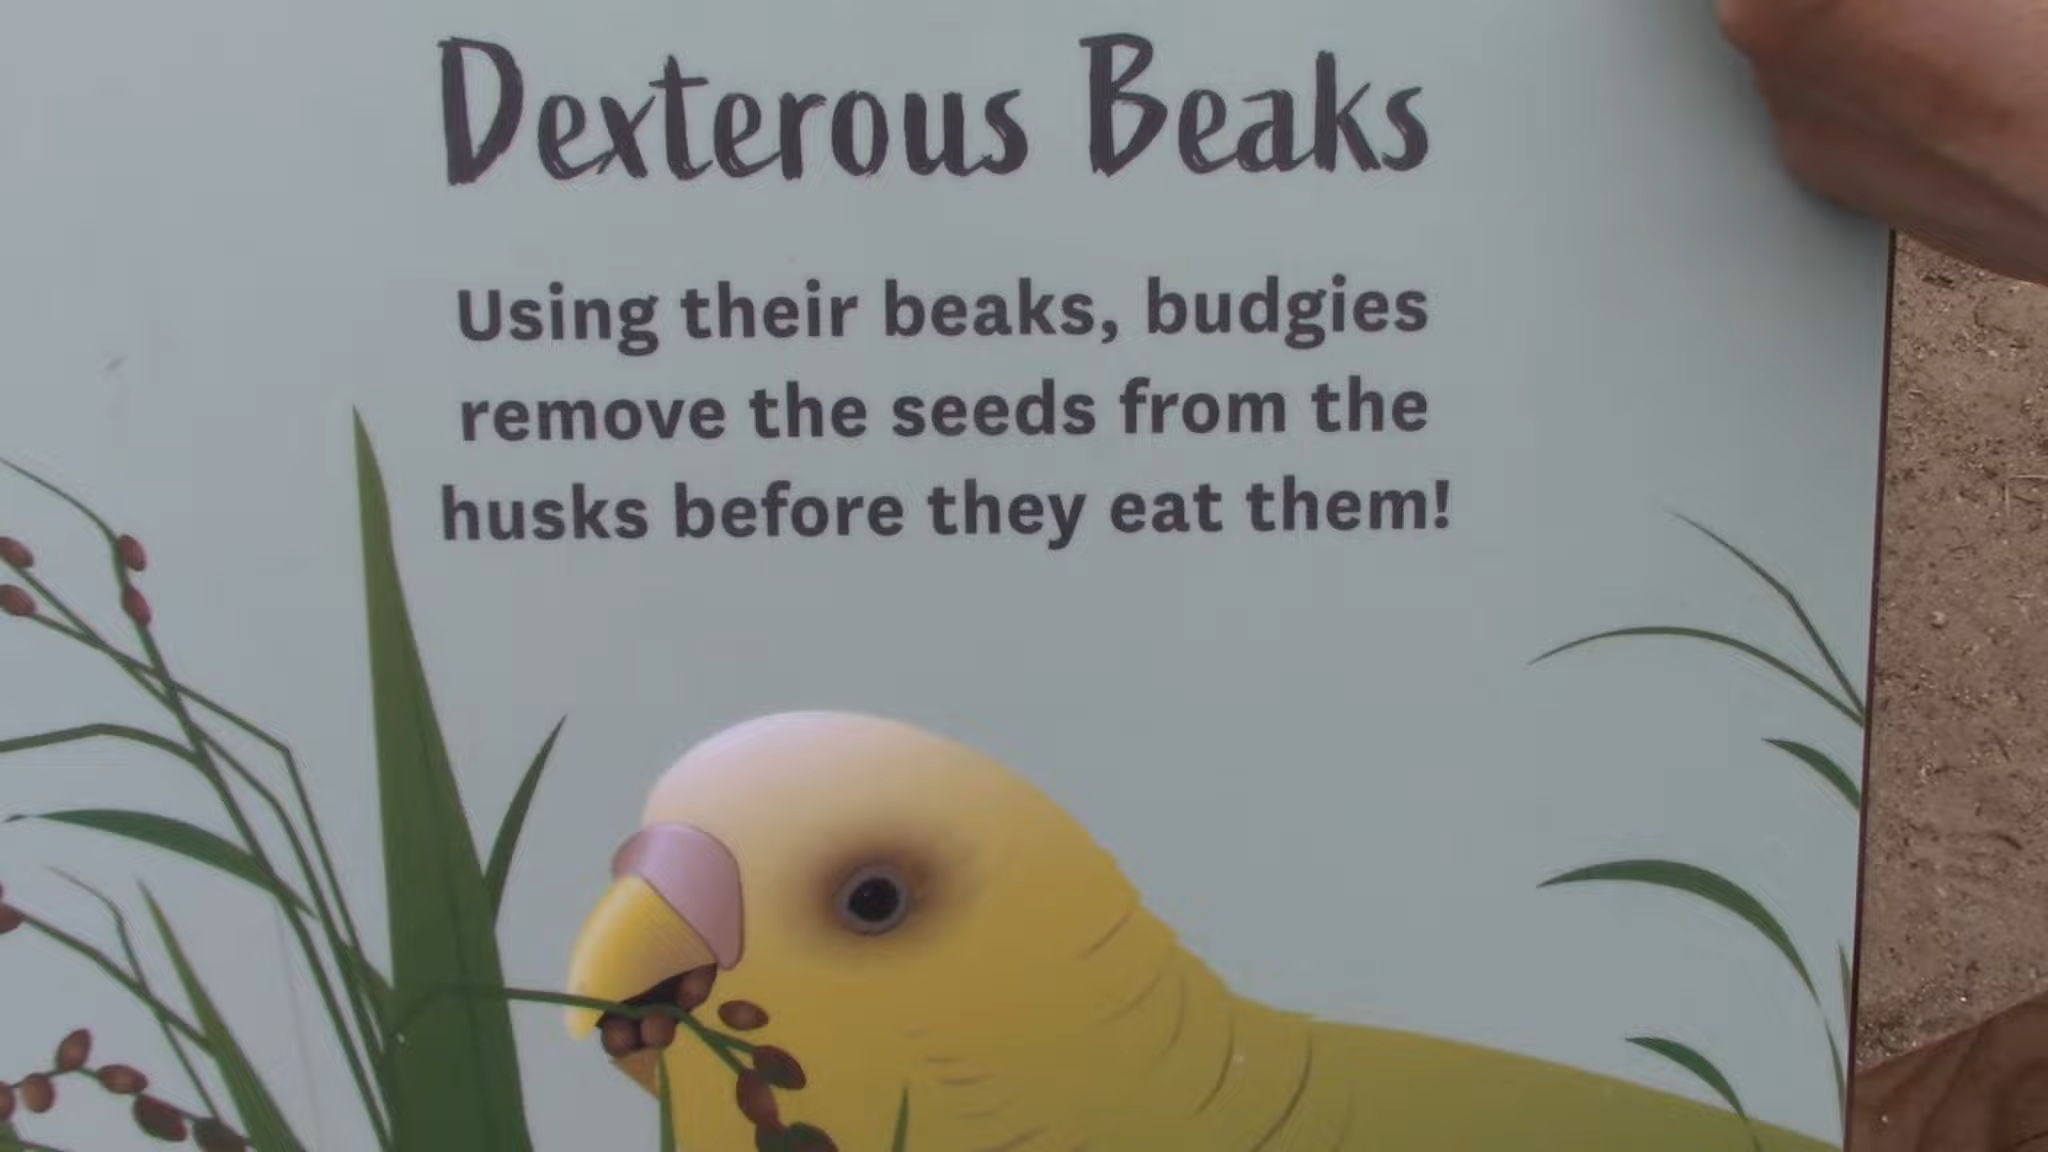 Dexterous Beaks
Using their beaks, budgies
remove the seeds from the
husks before they eat them!